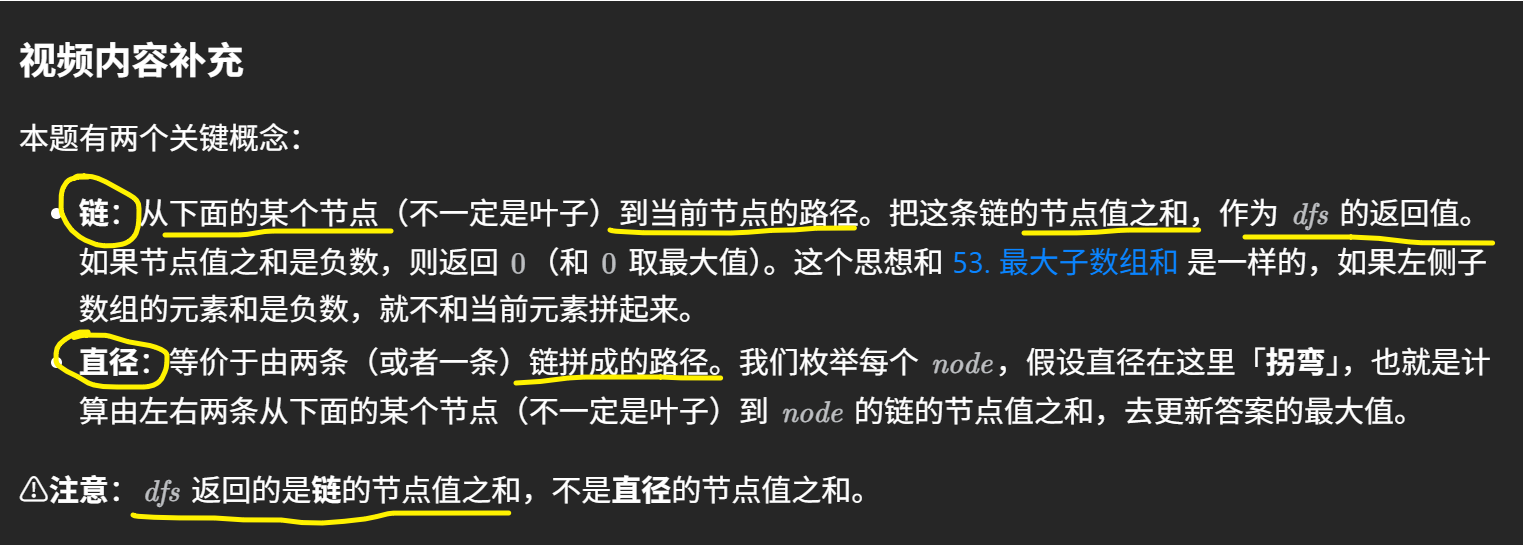 视频内容补充
本题有两个关键概念：
• 链：从下面的某个节点（不一定是叶子）到当前节点的路径。把这条链的节点值之和，作为 dfs 的返回值。
如果节点值之和是负数，则返回 0（和 0 取最大值）。这个思想和 53. 最大子数组和 是一样的，如果左侧子
数组的元素和是负数，就不和当前元素拼起来。
• 直径：等价于由两条（或者一条）链拼成的路径。我们枚举每个 node，假设直径在这里「拐弯」，也就是计
算由左右两条从下面的某个节点（不一定是叶子）到 node 的链的节点值之和，去更新答案的最大值。
⚠注意：dfs 返回的是链的节点值之和，不是直径的节点值之和。